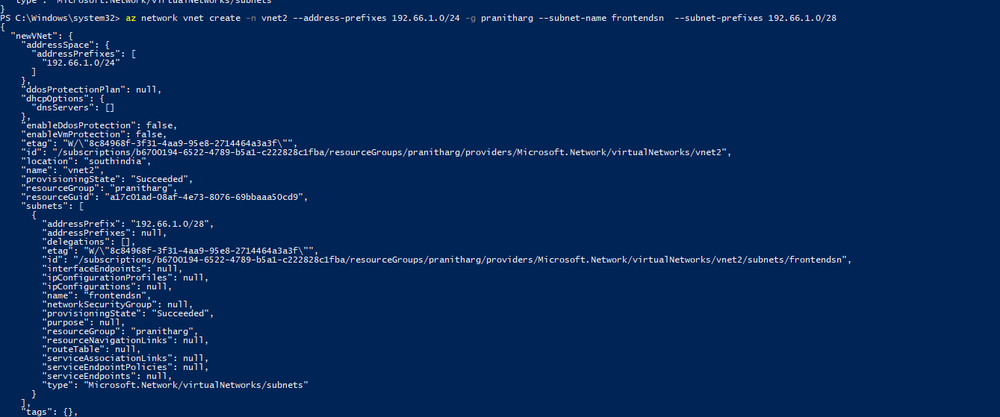 "type": "Microsoft.Network/virtualNetworks/subnets"
}
PS C:\Windows\system32> az network vnet create -n vnet2 --address-prefixes 192.66.1.0/24 -g pranitharg --subnet-name frontendsn  --subnet-prefixes 192.66.1.0/28
{
  "newVNet": {
    "addressSpace": {
      "addressPrefixes": [
        "192.66.1.0/24"
      ]
    },
    "ddosProtectionPlan": null,
    "dhcpOptions": {
      "dnsServers": []
    },
    "enableDdosProtection": false,
    "enableVmProtection": false,
    "etag": "W/\"8c84968f-3f31-4aa9-95e8-2714464a3a3f\"",
    "id": "/subscriptions/b6700194-6522-4789-b5a1-c222828c1fba/resourceGroups/pranitharg/providers/Microsoft.Network/virtualNetworks/vnet2",
    "location": "southindia",
    "name": "vnet2",
    "provisioningState": "Succeeded",
    "resourceGroup": "pranitharg",
    "resourceGuid": "a17c01ad-08af-4e73-8076-69bbaaa50cd9",
    "subnets": [
      {
        "addressPrefix": "192.66.1.0/28",
        "addressPrefixes": null,
        "delegations": [],
        "etag": "W/\"8c84968f-3f31-4aa9-95e8-2714464a3a3f\"",
        "id": "/subscriptions/b6700194-6522-4789-b5a1-c222828c1fba/resourceGroups/pranitharg/providers/Microsoft.Network/virtualNetworks/vnet2/subnets/frontendsn",
        "interfaceEndpoints": null,
        "ipConfigurationProfiles": null,
        "ipConfigurations": null,
        "name": "frontendsn",
        "networkSecurityGroup": null,
        "provisioningState": "Succeeded",
        "purpose": null,
        "resourceGroup": "pranitharg",
        "resourceNavigationLinks": null,
        "routeTable": null,
        "serviceAssociationLinks": null,
        "serviceEndpointPolicies": null,
        "serviceEndpoints": null,
        "type": "Microsoft.Network/virtualNetworks/subnets"
      }
    ],
    "tags": {},